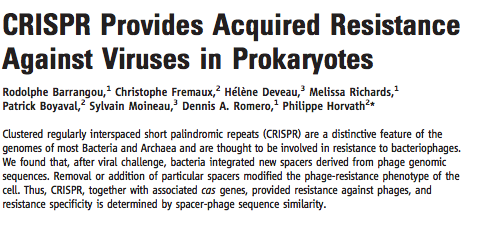 CRISPR Provides Acquired Resistance
Against Viruses in Prokaryotes
Rodolphe Barrangou,1 Christophe Fremaux,2 Hélène Deveau,3 Melissa Richards,1
Patrick Boyaval,2 Sylvain Moineau,3 Dennis A. Romero,1 Philippe Horvath2*
Clustered regularly interspaced short palindromic repeats (CRISPR) are a distinctive feature of the
genomes of most Bacteria and Archaea and are thought to be involved in resistance to bacteriophages.
We found that, after viral challenge, bacteria integrated new spacers derived from phage genomic
sequences. Removal or addition of particular spacers modified the phage-resistance phenotype of the
cell. Thus, CRISPR, together with associated cas genes, provided resistance against phages, and
resistance specificity is determined by spacer-phage sequence similarity.